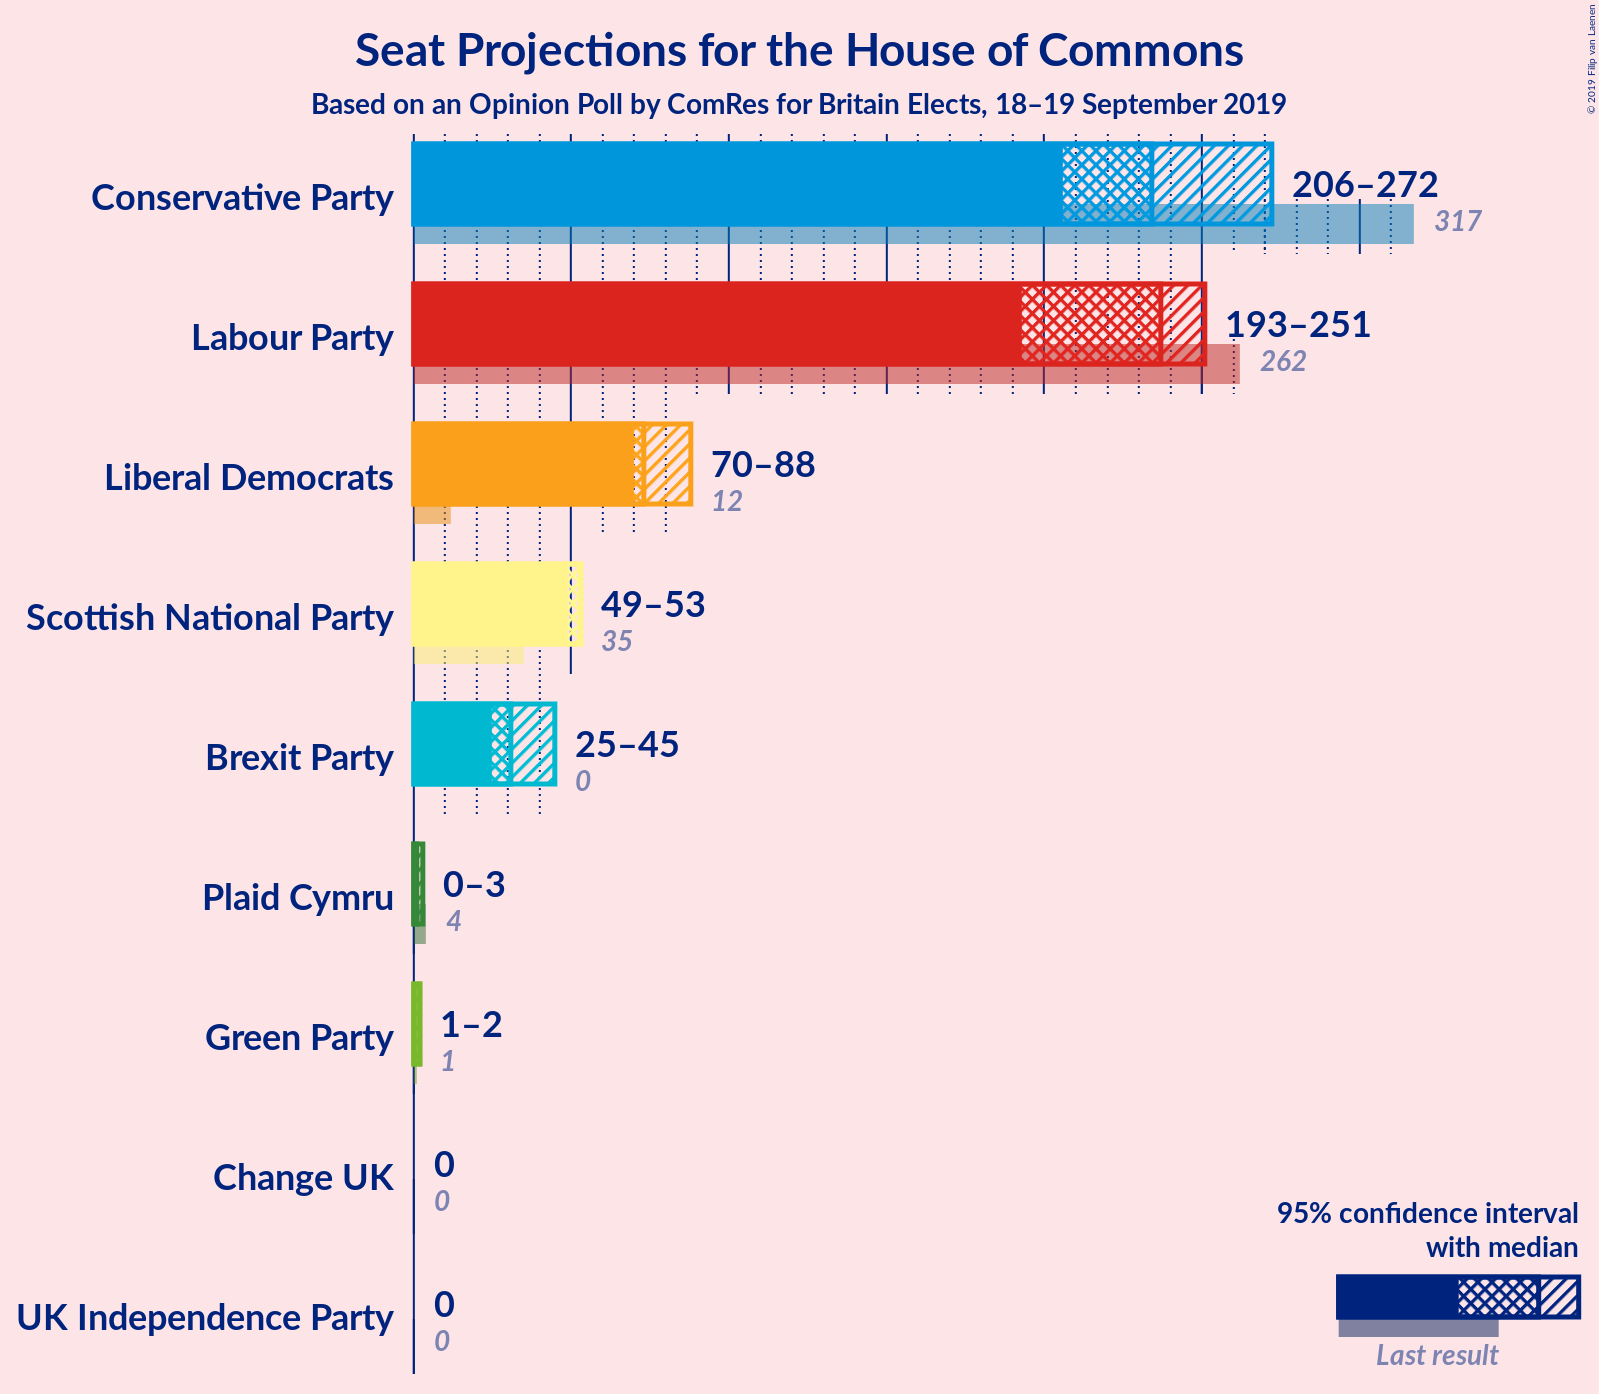 Seat Projections for the House of Commons
Based on an Opinion Poll by ComRes for Britain Elects, 18–19 September 2019
© 2019 Filip van Laenen
Conservative Party
206–272
317
Labour Party
193–251
262
Liberal Democrats
70–88
12
Scottish National Party
49–53
35
Brexit Party
25–45
0
Plaid Cymru
0–3
4
Green Party
1–2
1
Change UK
0
0
UK Independence Party
0
0
95% confidence interval
with median
Last result